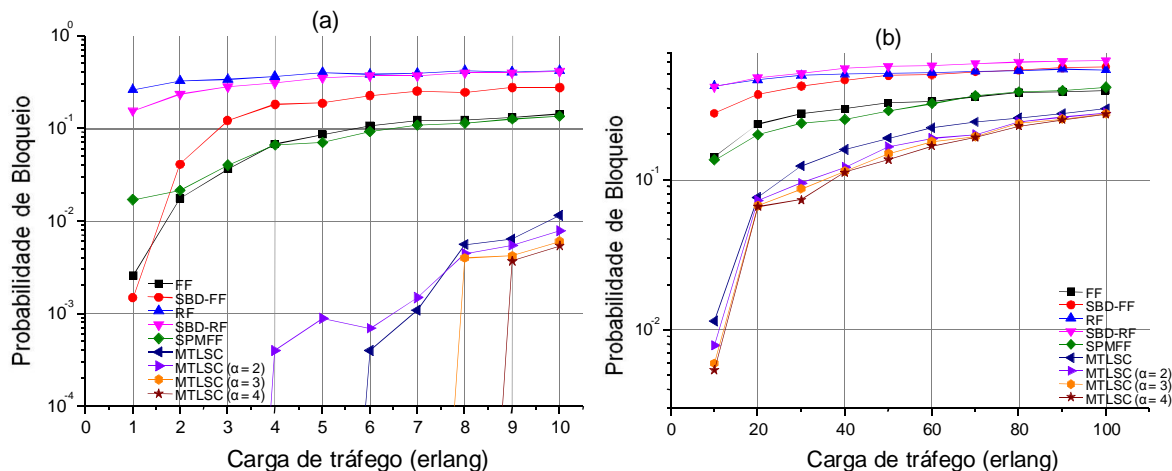 (a)
10^0
10^-1
10^-2
10^-3
10^-4
Probabilidade de Bloqueio
FF
SBD-FF
RF
SBD-RF
SPMFF
MTLSC
MTLSC (α= 2)
MTLSC (α= 3)
MTLSC (α= 4)
0 1 2 3 4 5 6 7 8 9 10
Carga de tráfego (erlang)
(b)
10^-1
10^-2
Probabilidade de Bloqueio
FF
SBD-FF
RF
SBD-RF
SPMFF
MTLSC
MTLSC (α= 2)
MTLSC (α= 3)
MTLSC (α= 4)
0 20 40 60 80 100
Carga de tráfego (erlang)